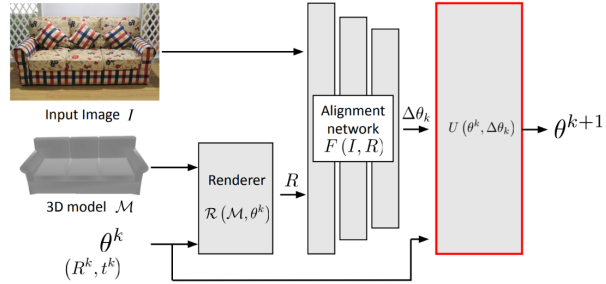 Input Image I
3D model ℳ
θ^k
(R^k, t^k)
Renderer
ℛ (ℳ, θ^k)
R
Alignment
network
F (I, R)
Δθ_k
U (θ^k, Δθ_k)
θ^{k+1}